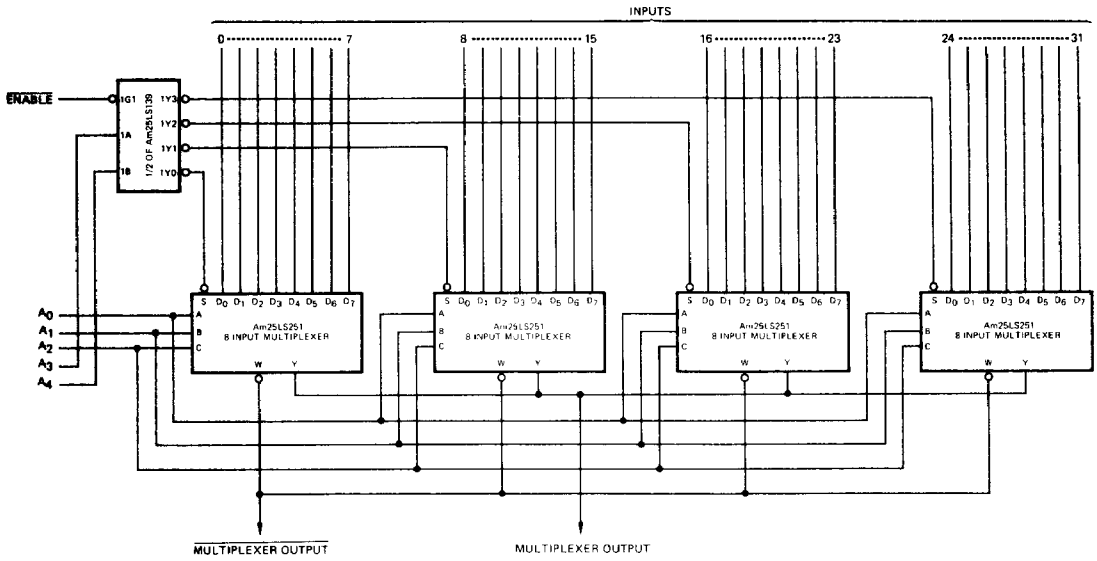 INPUTS
0 7 8 15 16 23 24 31
ENABLE
1G1 1Y3
1Y2
1A 1Y1
1B 1Y0
1/2 OF Am25LS139
S D0 D1 D2 D3 D4 D5 D6 D7
A
B
C
Am25LS251
8 INPUT MULTIPLEXER
W Y
S D0 D1 D2 D3 D4 D5 D6 D7
A
B
C
Am25LS251
8 INPUT MULTIPLEXER
W Y
S D0 D1 D2 D3 D4 D5 D6 D7
A
B
C
Am25LS251
8 INPUT MULTIPLEXER
W Y
S D0 D1 D2 D3 D4 D5 D6 D7
A
B
C
Am25LS251
8 INPUT MULTIPLEXER
W Y
A0
A1
A2
A3
A4
MULTIPLEXER OUTPUT
MULTIPLEXER OUTPUT